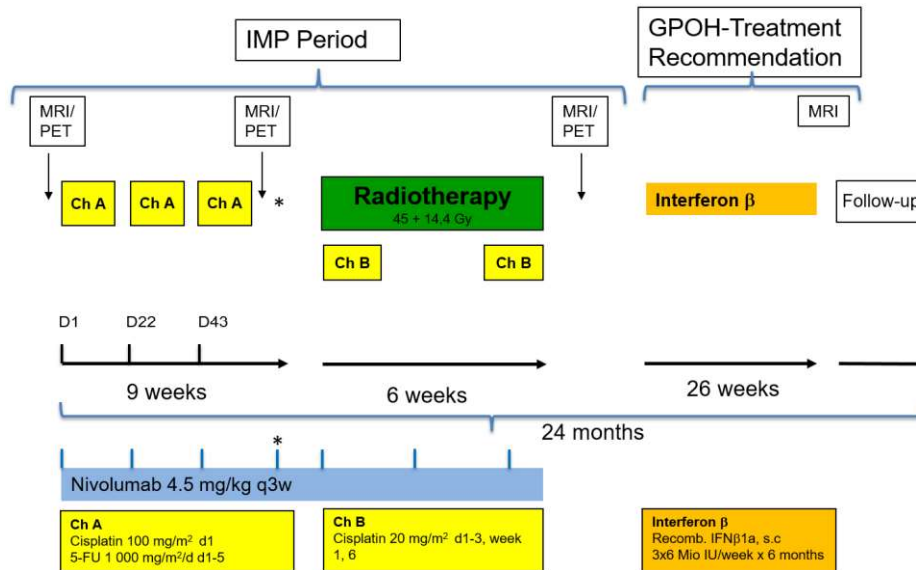 IMP Period
GPOH-Treatment
Recommendation
MRI/
PET
MRI/
PET
MRI/
PET
MRI
Ch A
Ch A
Ch A
*
Radiotherapy
45 + 14,4 Gy
Interferon β
Follow-up
Ch B
Ch B
D1
D22
D43
9 weeks
6 weeks
26 weeks
24 months
*
Nivolumab 4.5 mg/kg q3w
Ch A
Cisplatin 100 mg/m² d1
5-FU 1 000 mg/m²/d d1-5
Ch B
Cisplatin 20 mg/m² d1-3, week
1, 6
Interferon β
Recomb. IFNβ1a, s.c
3x6 Mio IU/week x 6 months